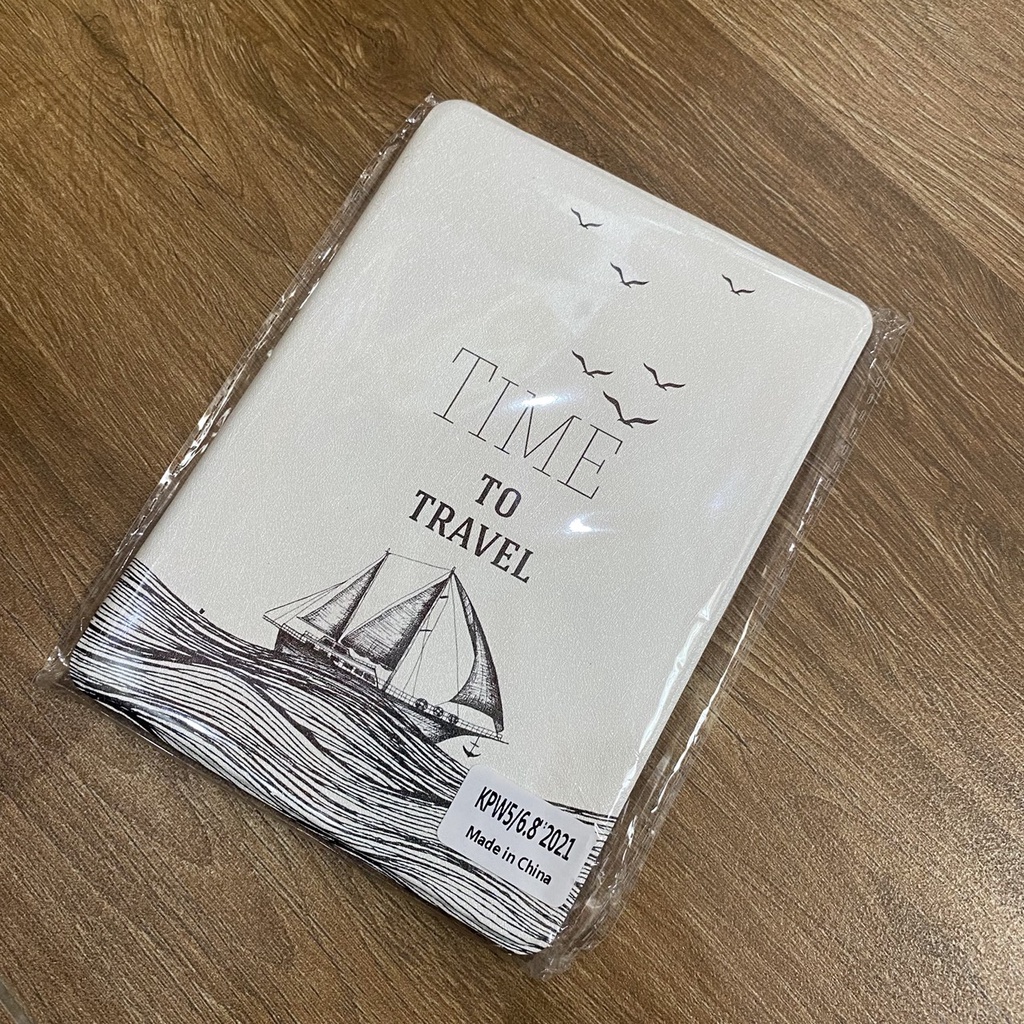 TIME
TO
TRAVEL
KPW5/6.8"2021
Made in China